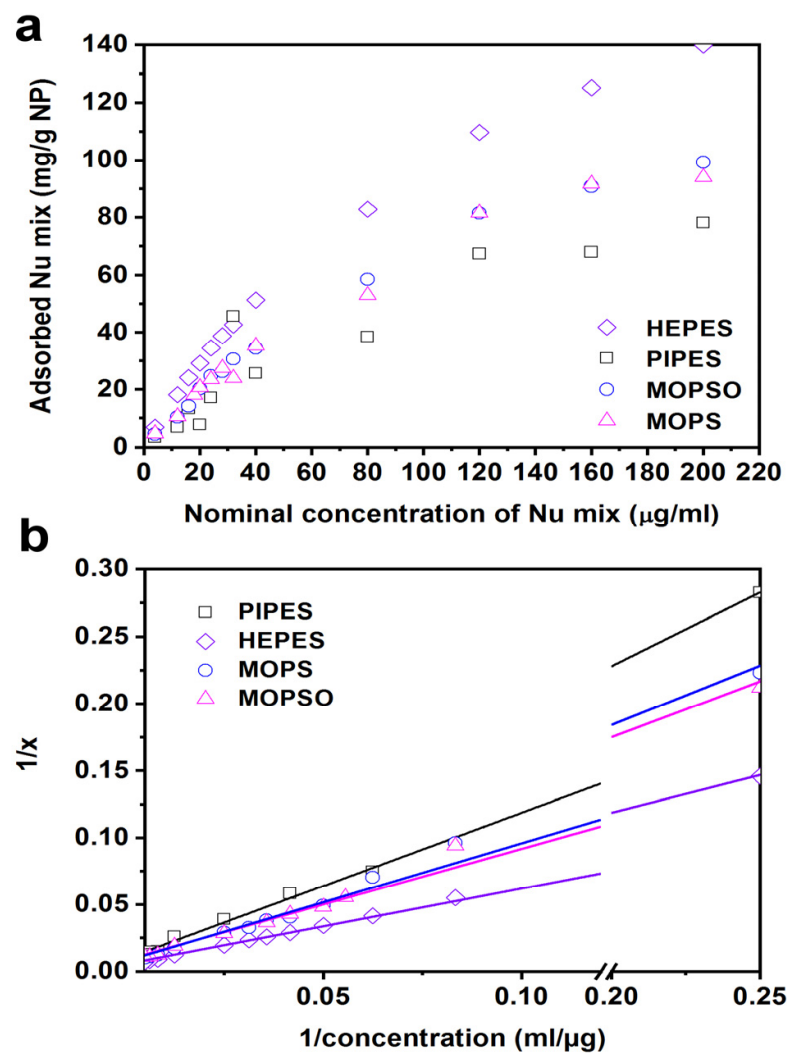 a
140
120
100
80
60
40
20
0
Adsorbed Nu mix (mg/g NP)
HEPES
PIPES
MOPSO
MOPS
0 20 40 60 80 100 120 140 160 180 200 220
Nominal concentration of Nu mix (μg/ml)
b
0.30
0.25
0.20
0.15
0.10
0.05
0.00
1/x
PIPES
HEPES
MOPS
MOPSO
0.05 0.10 0.20 0.25
1/concentration (ml/μg)